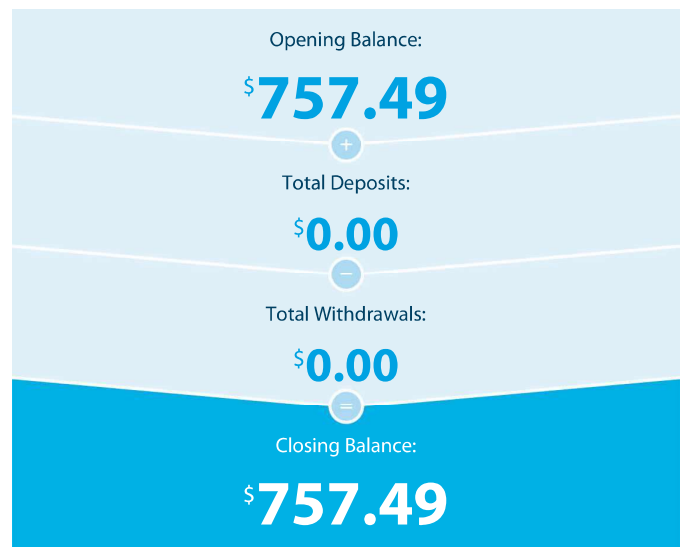 Opening Balance:
$757.49
+
Total Deposits:
$0.00
−
Total Withdrawals:
$0.00
=
Closing Balance:
$757.49